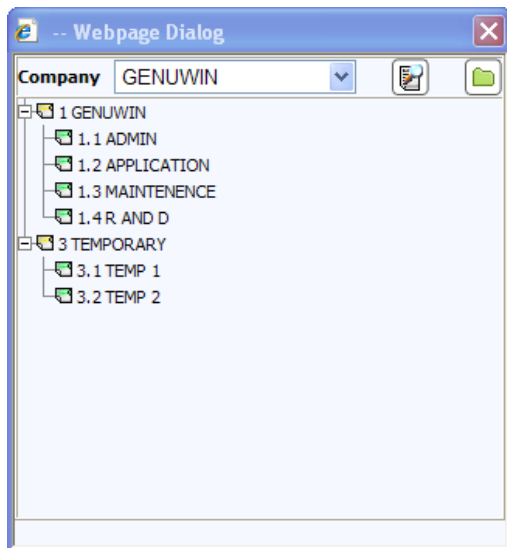 -- Webpage Dialog
Company GENUWIN
1 GENUWIN
1.1 ADMIN
1.2 APPLICATION
1.3 MAINTENENCE
1.4 R AND D
3 TEMPORARY
3.1 TEMP 1
3.2 TEMP 2